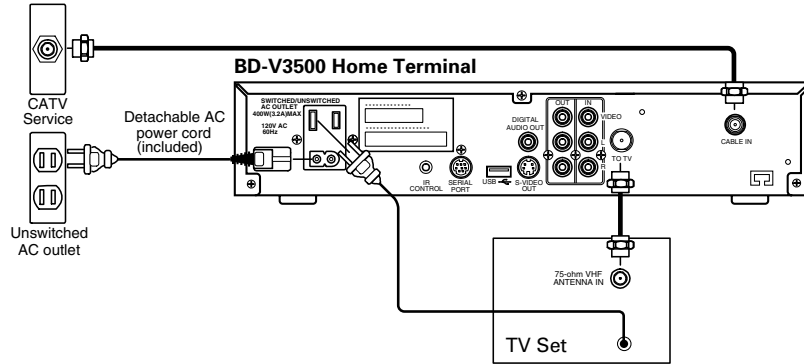 BD-V3500 Home Terminal
CATV
Service
Detachable AC
power cord
(included)
Unswitched
AC outlet
SWITCHED/UNSWITCHED
AC OUTLET
400W(3.2A)MAX
120V AC
60Hz
IR
CONTROL
SERIAL
PORT
USB
DIGITAL
AUDIO OUT
S-VIDEO
OUT
OUT
IN
VIDEO
L
R
TO TV
CABLE IN
75-ohm VHF
ANTENNA IN
TV Set